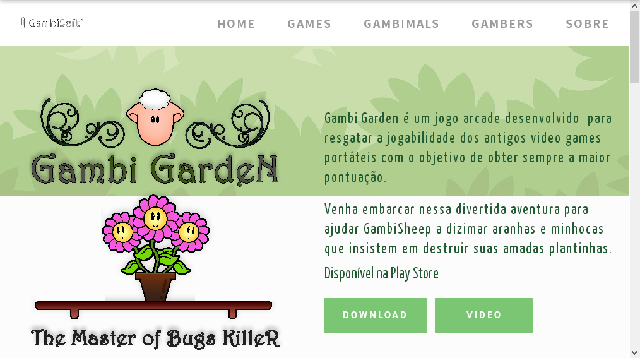 GambiSoft
HOME GAMES GAMBIMALS GAMBERS SOBRE
Gambi GardeN
The Master of Bugs KilleR
Gambi Garden é um jogo arcade desenvolvido para
resgatar a jogabilidade dos antigos video games
portáteis com o objetivo de obter sempre a maior
pontuação.
Venha embarcar nessa divertida aventura para
ajudar GambiSheep a dizimar aranhas e minhocas
que insistem em destruir suas amadas plantinhas.
Disponível na Play Store
DOWNLOAD VIDEO